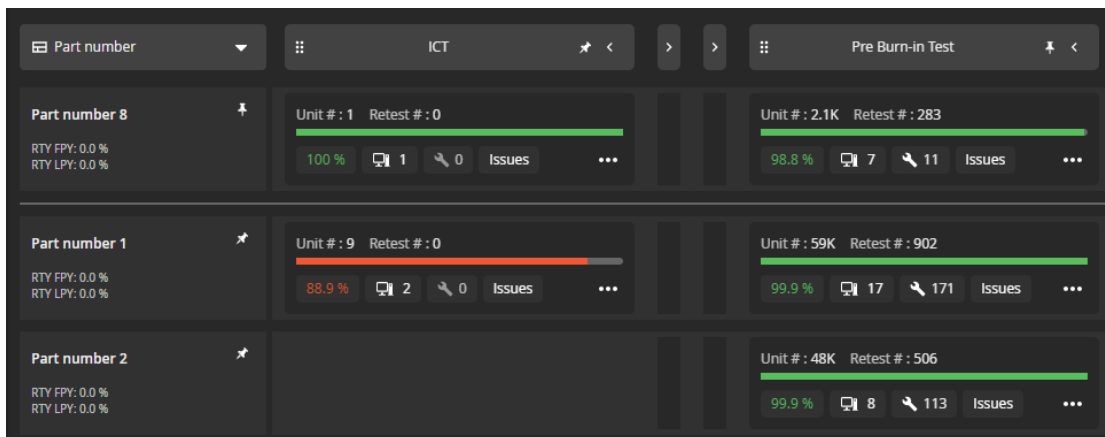 Part number
ICT
Pre Burn-in Test
Part number 8
RTY FPY: 0.0 %
RTY LPY: 0.0 %
Unit # : 1 Retest # : 0
100 % 1 0 Issues
Unit # : 2.1K Retest # : 283
98.8 % 7 11 Issues
Part number 1
RTY FPY: 0.0 %
RTY LPY: 0.0 %
Unit # : 9 Retest # : 0
88.9 % 2 0 Issues
Unit # : 59K Retest # : 902
99.9 % 17 171 Issues
Part number 2
RTY FPY: 0.0 %
RTY LPY: 0.0 %
Unit # : 48K Retest # : 506
99.9 % 8 113 Issues